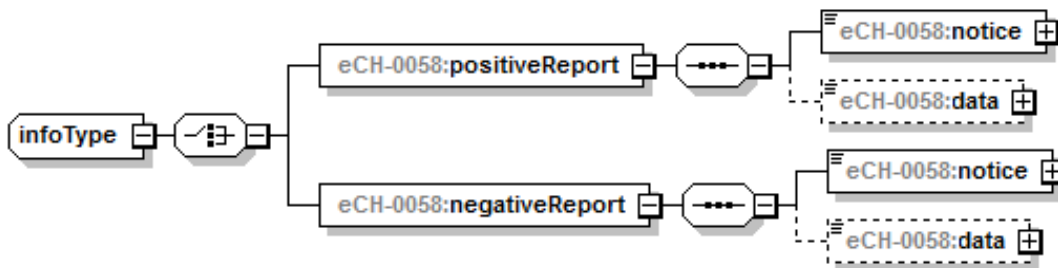 eCH-0058:notice
eCH-0058:positiveReport
eCH-0058:data
infoType
eCH-0058:notice
eCH-0058:negativeReport
eCH-0058:data